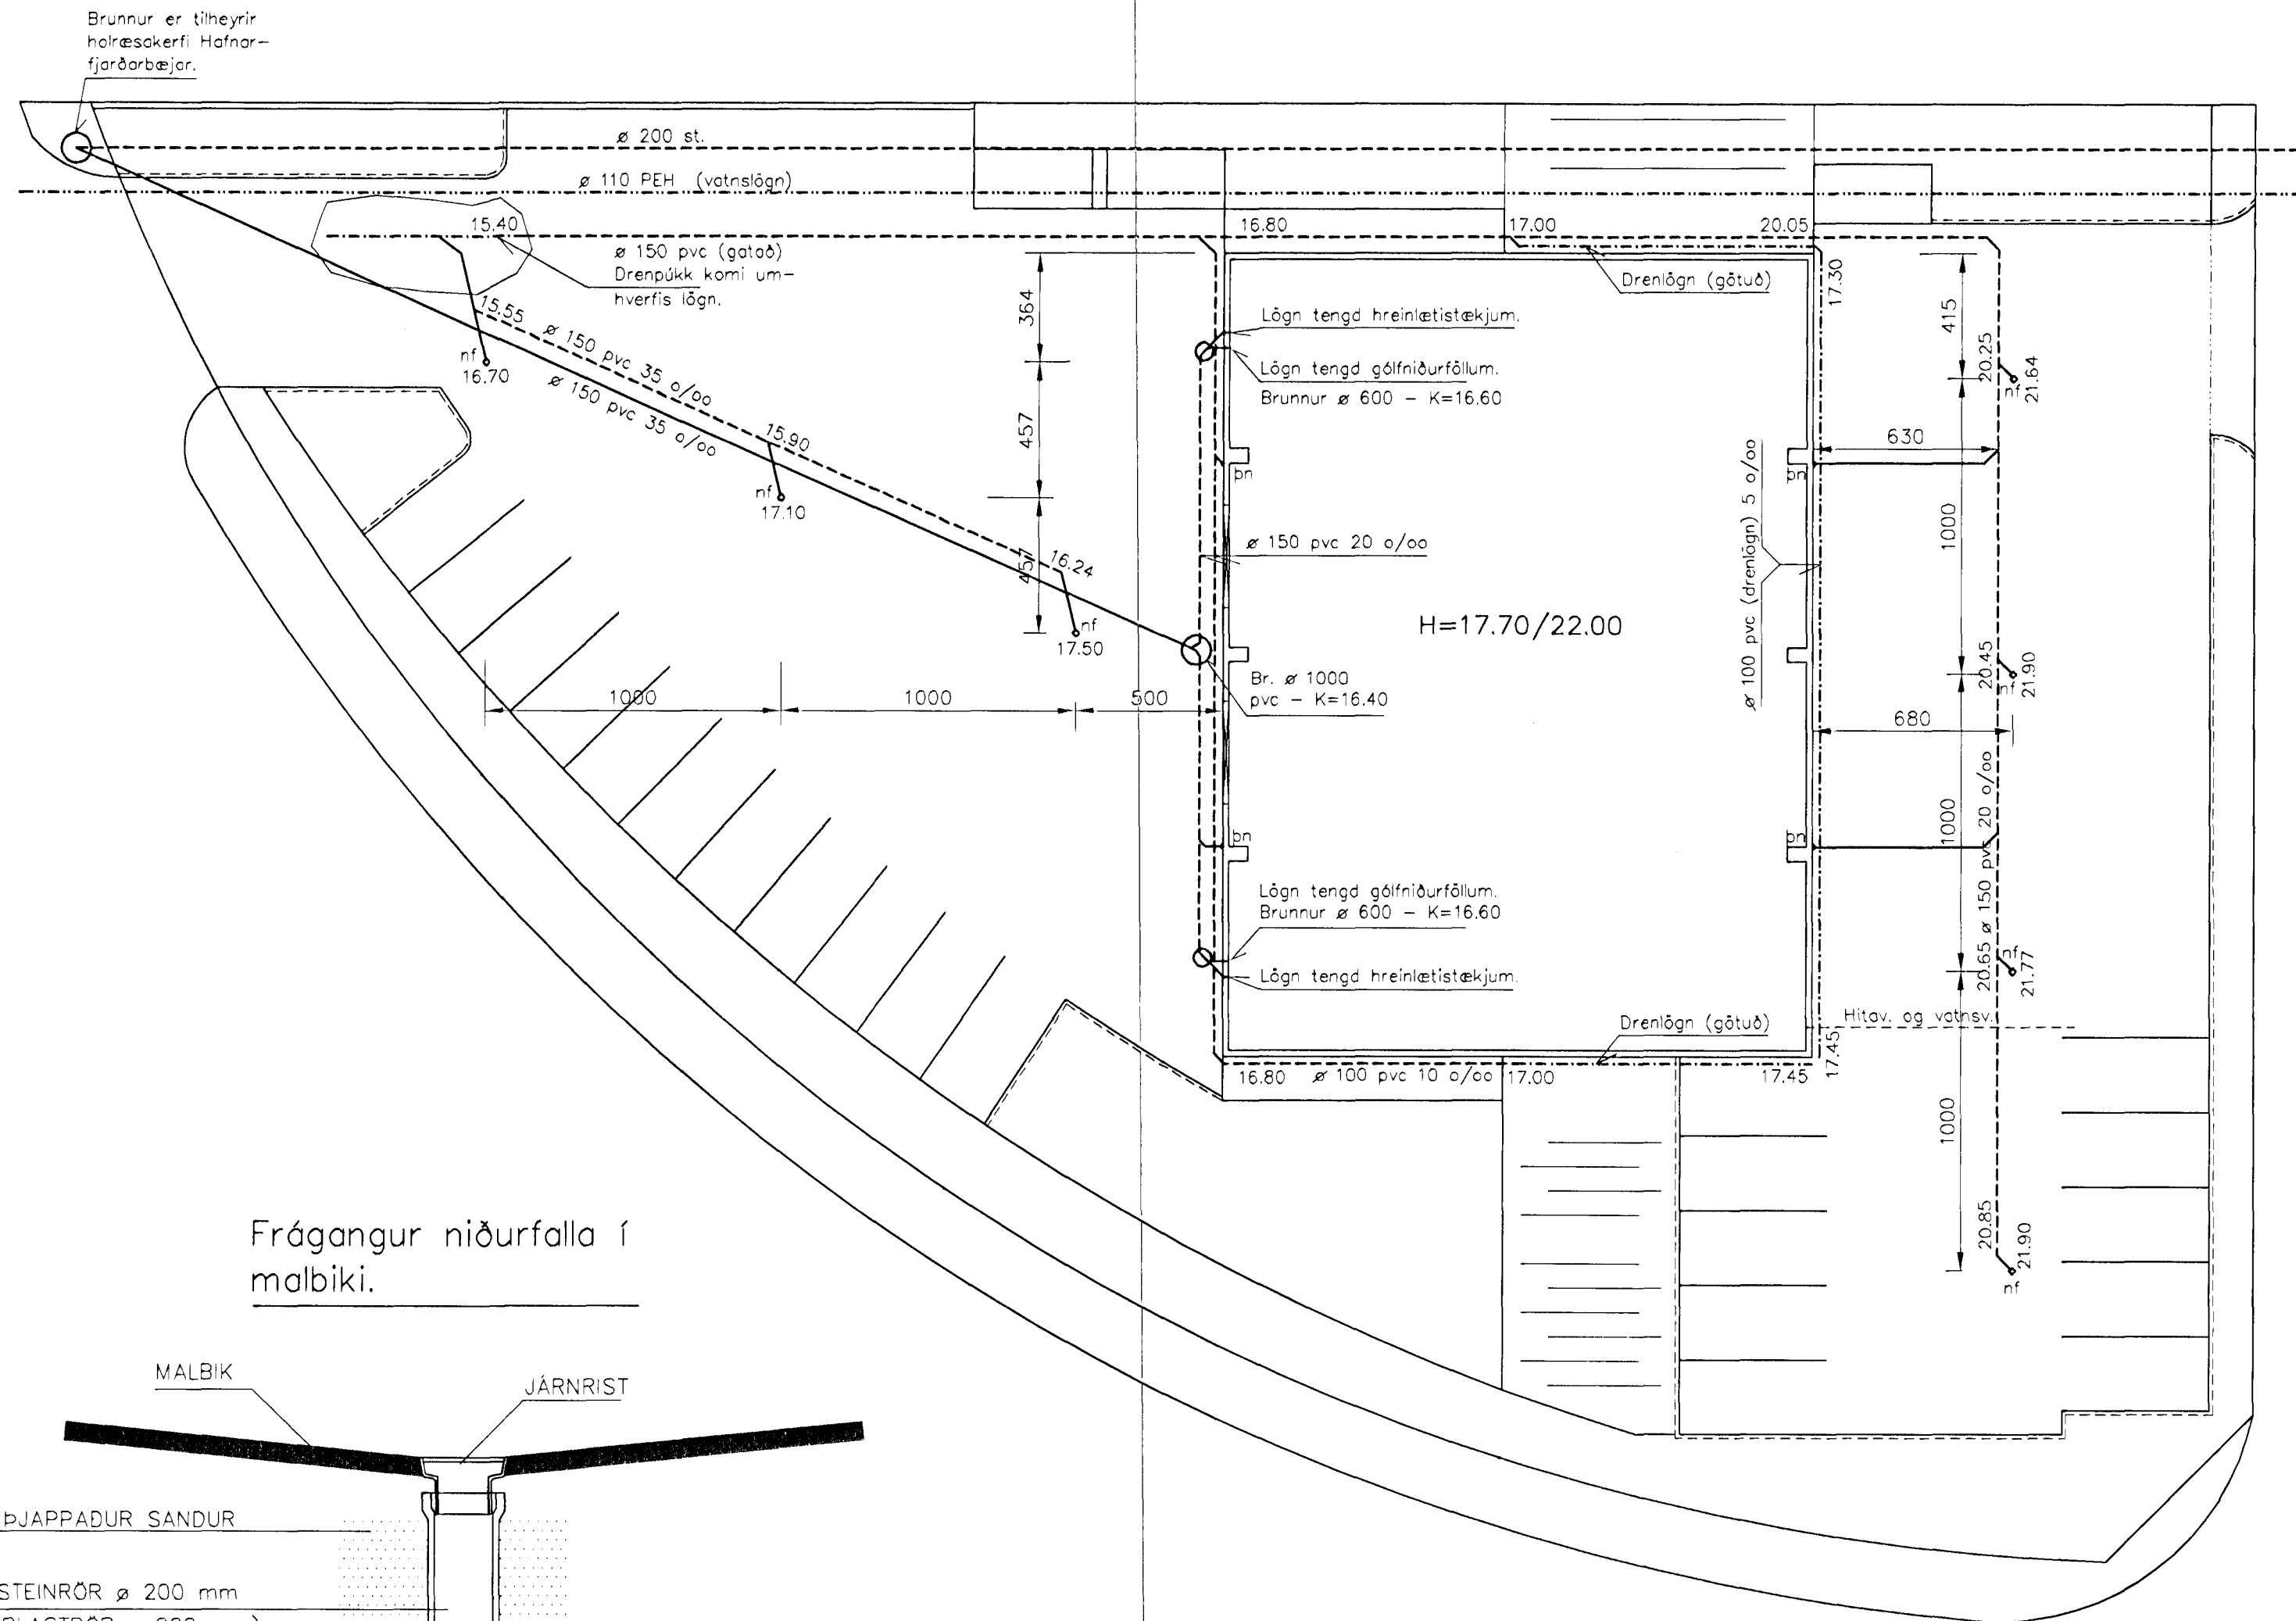 Brunnur er tilheyrir
holræsakerfi Hafnar-
fjarðarbæjar.
ø 200 st.
ø 110 PEH (vatnslögn)
15.40
ø 150 pvc (gatað)
Drenpúkk komi um-
hverfis lögn.
16.80
17.00
20.05
Drenlögn (götuð)
17.30
364
415
Lögn tengd hreinlætistækjum.
Lögn tengd gólfniðurföllum.
Brunnur ø 600 - K=16.60
15.55
ø 150 pvc 35 o/oo
ø 150 pvc 35 o/oo
nf
16.70
20.25
nf
21.64
457
15.90
nf
17.10
630
þn
þn
ø 150 pvc 20 o/oo
ø 100 pvc (drenlögn) 5 o/oo
1000
457
16.24
nf
17.50
H=17.70/22.00
Br. ø 1000
pvc - K=16.40
1000
1000
500
20.45
nf
21.90
680
1000
þn
þn
ø 150 pvc 20 o/oo
Lögn tengd gólfniðurföllum.
Brunnur ø 600 - K=16.60
Lögn tengd hreinlætistækjum.
20.65
nf
21.77
Hitav. og vatnsv.
Drenlögn (götuð)
17.45
16.80
ø 100 pvc 10 o/oo
17.00
17.45
1000
20.85
21.90
nf
Frágangur niðurfalla í
malbiki.
MALBIK
JÁRNRIST
ÞJAPPAÐUR SANDUR
STEINRÖR ø 200 mm